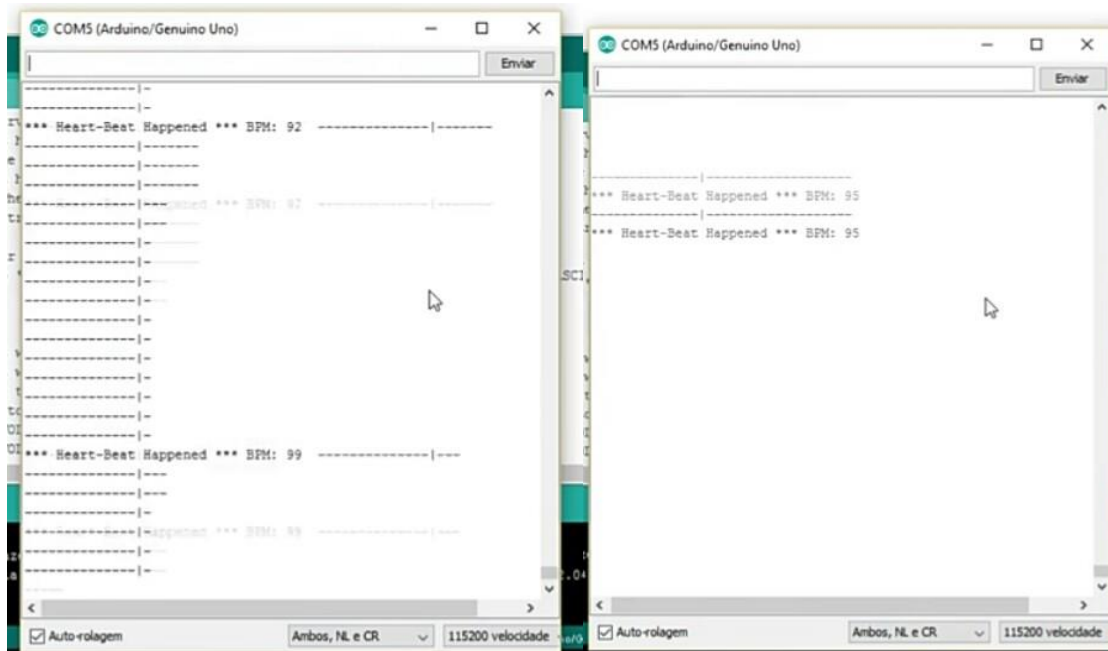 COM5 (Arduino/Genuino Uno)
Enviar
--------------|-
--------------|-
*** Heart-Beat Happened *** BPM: 92  --------------|-------
--------------|-------
--------------|-------
--------------|-------
--------------|---
--------------|---
--------------|-
--------------|-
--------------|-
--------------|-
--------------|-
--------------|-
--------------|-
--------------|-
--------------|-
--------------|-
--------------|-
*** Heart-Beat Happened *** BPM: 99  --------------|---
--------------|---
--------------|---
--------------|-
--------------|-
--------------|-
--------------|-
Auto-rolagem
Ambos, NL e CR
115200 velocidade
COM5 (Arduino/Genuino Uno)
Enviar
--------------|-------------------
*** Heart-Beat Happened *** BPM: 95
--------------|-------------------
*** Heart-Beat Happened *** BPM: 95
Auto-rolagem
Ambos, NL e CR
115200 velocidade